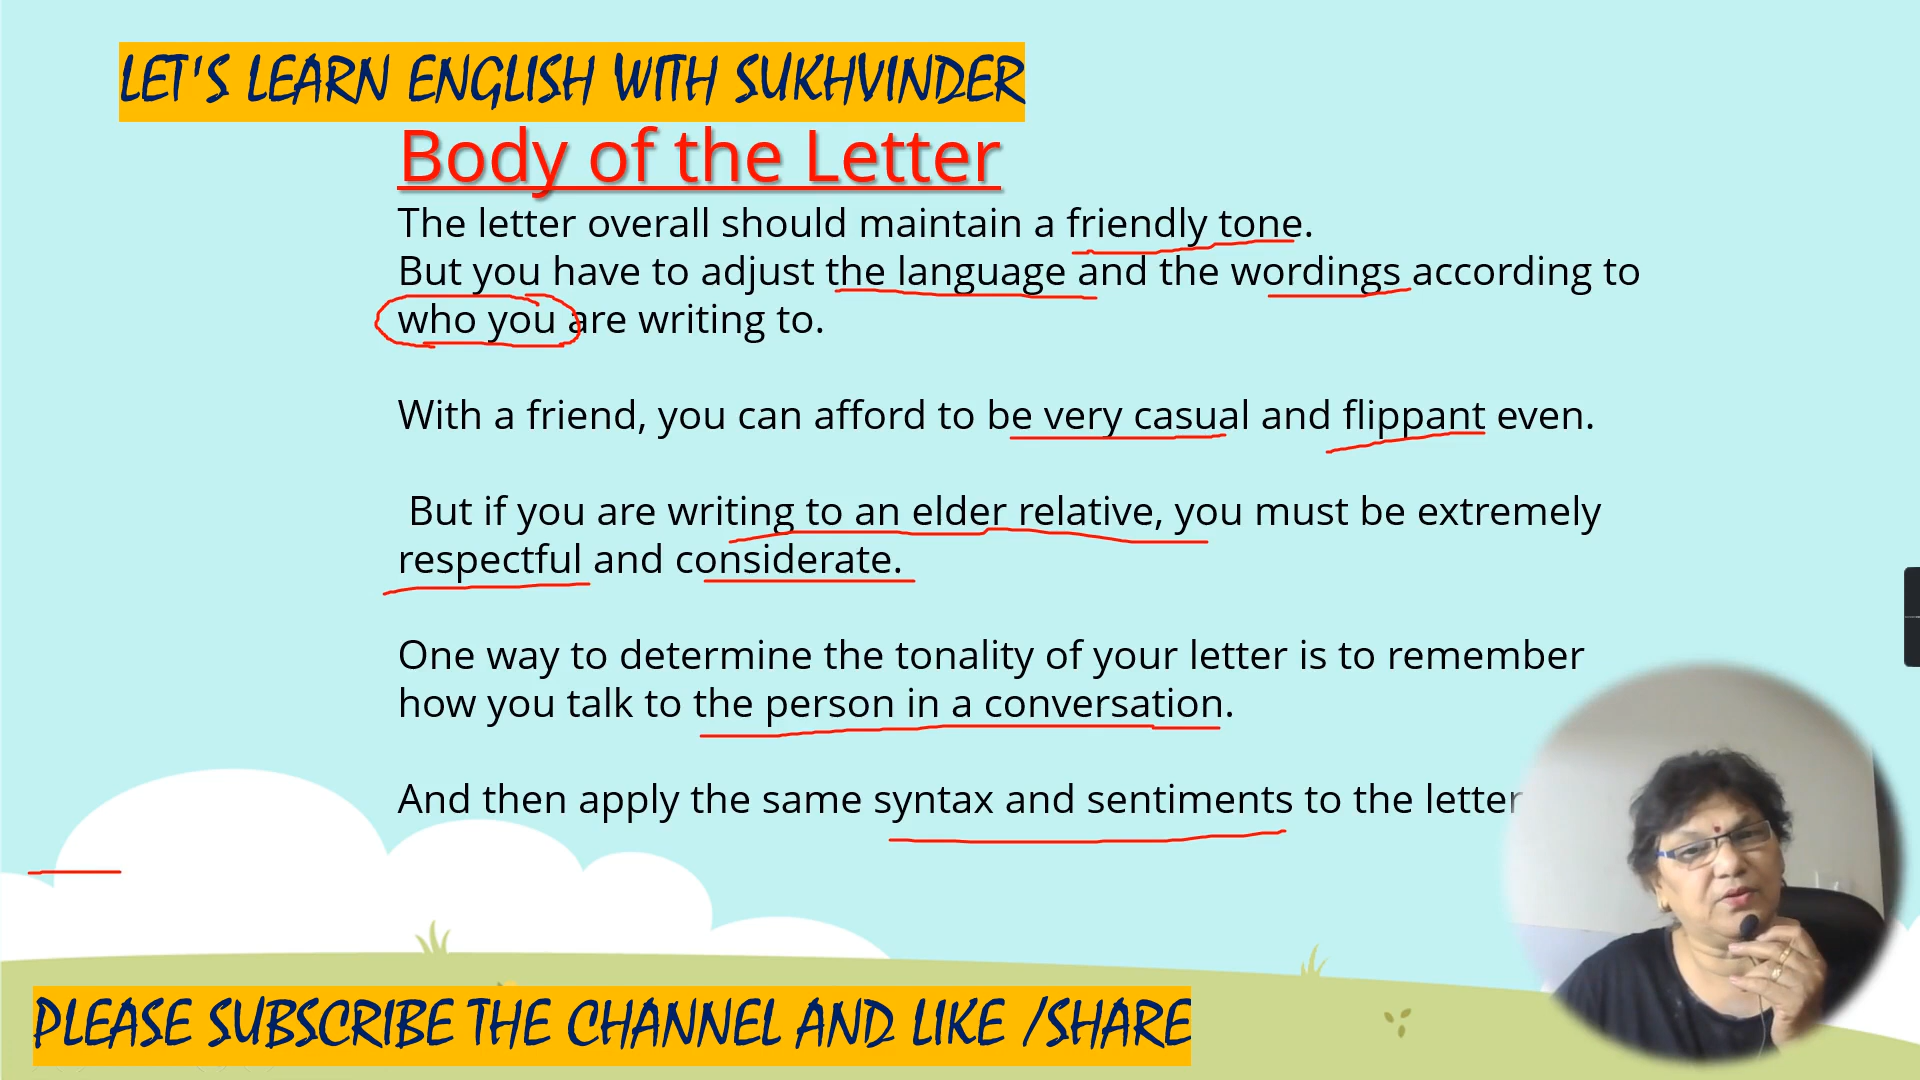 LET'S LEARN ENGLISH WITH SUKHVINDER
Body of the Letter
The letter overall should maintain a friendly tone.
But you have to adjust the language and the wordings according to
who you are writing to.
With a friend, you can afford to be very casual and flippant even.
But if you are writing to an elder relative, you must be extremely
respectful and considerate.
One way to determine the tonality of your letter is to remember
how you talk to the person in a conversation.
And then apply the same syntax and sentiments to the letter
PLEASE SUBSCRIBE THE CHANNEL AND LIKE /SHARE